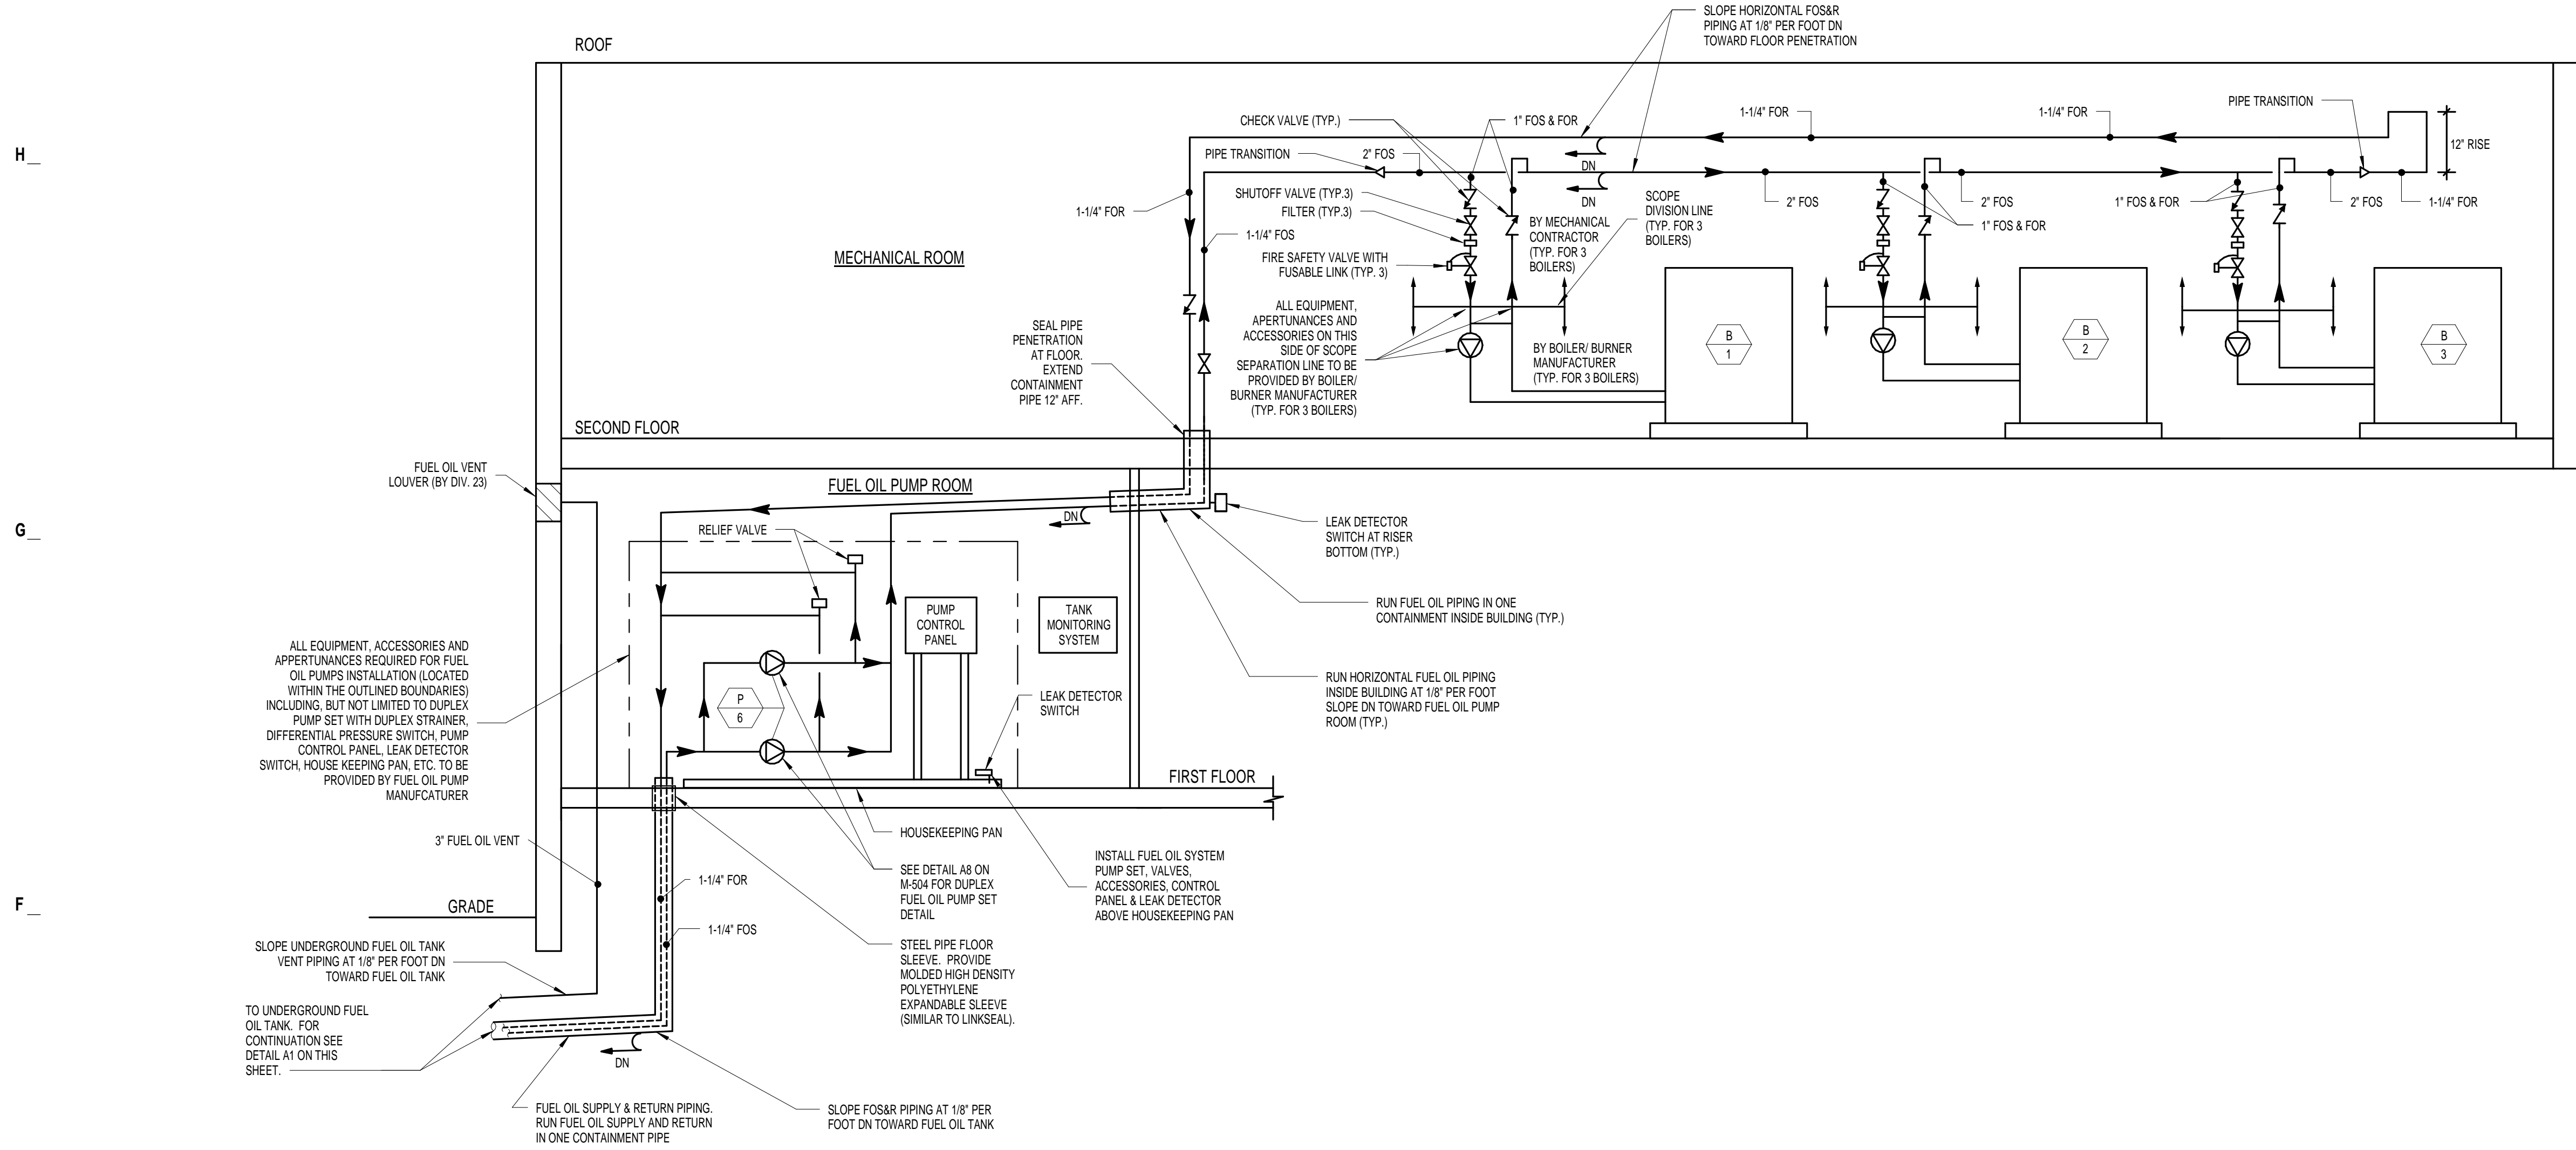 SLOPE HORIZONTAL FOS&R
PIPING AT 1/8" PER FOOT DN
TOWARD FLOOR PENETRATION
ROOF
H
CHECK VALVE (TYP.)
1" FOS & FOR
1-1/4" FOR
1-1/4" FOR
PIPE TRANSITION
12" RISE
PIPE TRANSITION
2" FOS
DN
DN
SHUTOFF VALVE (TYP.3)
FILTER (TYP.3)
1-1/4" FOR
1-1/4" FOS
FIRE SAFETY VALVE WITH
FUSABLE LINK (TYP. 3)
BY MECHANICAL
CONTRACTOR
(TYP. FOR 3
BOILERS)
SCOPE
DIVISION LINE
(TYP. FOR 3
BOILERS)
2" FOS
2" FOS
1" FOS & FOR
1" FOS & FOR
2" FOS
1-1/4" FOR
MECHANICAL ROOM
ALL EQUIPMENT,
APERTUNANCES AND
ACCESSORIES ON THIS
SIDE OF SCOPE
SEPARATION LINE TO BE
PROVIDED BY BOILER/
BURNER MANUFACTURER
(TYP. FOR 3 BOILERS)
BY BOILER/ BURNER
MANUFACTURER
(TYP. FOR 3 BOILERS)
B
1
B
2
B
3
SEAL PIPE
PENETRATION
AT FLOOR.
EXTEND
CONTAINMENT
PIPE 12" AFF.
SECOND FLOOR
FUEL OIL VENT
LOUVER (BY DIV. 23)
FUEL OIL PUMP ROOM
G
DN
RELIEF VALVE
LEAK DETECTOR
SWITCH AT RISER
BOTTOM (TYP.)
PUMP
CONTROL
PANEL
TANK
MONITORING
SYSTEM
RUN FUEL OIL PIPING IN ONE
CONTAINMENT INSIDE BUILDING (TYP.)
ALL EQUIPMENT, ACCESSORIES AND
APPERTUNANCES REQUIRED FOR FUEL
OIL PUMPS INSTALLATION (LOCATED
WITHIN THE OUTLINED BOUNDARIES)
INCLUDING, BUT NOT LIMITED TO DUPLEX
PUMP SET WITH DUPLEX STRAINER,
DIFFERENTIAL PRESSURE SWITCH, PUMP
CONTROL PANEL, LEAK DETECTOR
SWITCH, HOUSE KEEPING PAN, ETC. TO BE
PROVIDED BY FUEL OIL PUMP
MANUFCATURER
P
6
LEAK DETECTOR
SWITCH
RUN HORIZONTAL FUEL OIL PIPING
INSIDE BUILDING AT 1/8" PER FOOT
SLOPE DN TOWARD FUEL OIL PUMP
ROOM (TYP.)
FIRST FLOOR
3" FUEL OIL VENT
HOUSEKEEPING PAN
SEE DETAIL A8 ON
M-504 FOR DUPLEX
FUEL OIL PUMP SET
DETAIL
INSTALL FUEL OIL SYSTEM
PUMP SET, VALVES,
ACCESSORIES, CONTROL
PANEL & LEAK DETECTOR
ABOVE HOUSEKEEPING PAN
1-1/4" FOR
F
GRADE
1-1/4" FOS
SLOPE UNDERGROUND FUEL OIL TANK
VENT PIPING AT 1/8" PER FOOT DN
TOWARD FUEL OIL TANK
STEEL PIPE FLOOR
SLEEVE. PROVIDE
MOLDED HIGH DENSITY
POLYETHYLENE
EXPANDABLE SLEEVE
(SIMILAR TO LINKSEAL).
TO UNDERGROUND FUEL
OIL TANK. FOR
CONTINUATION SEE
DETAIL A1 ON THIS
SHEET.
DN
FUEL OIL SUPPLY & RETURN PIPING.
RUN FUEL OIL SUPPLY AND RETURN
IN ONE CONTAINMENT PIPE
SLOPE FOS&R PIPING AT 1/8" PER
FOOT DN TOWARD FUEL OIL TANK